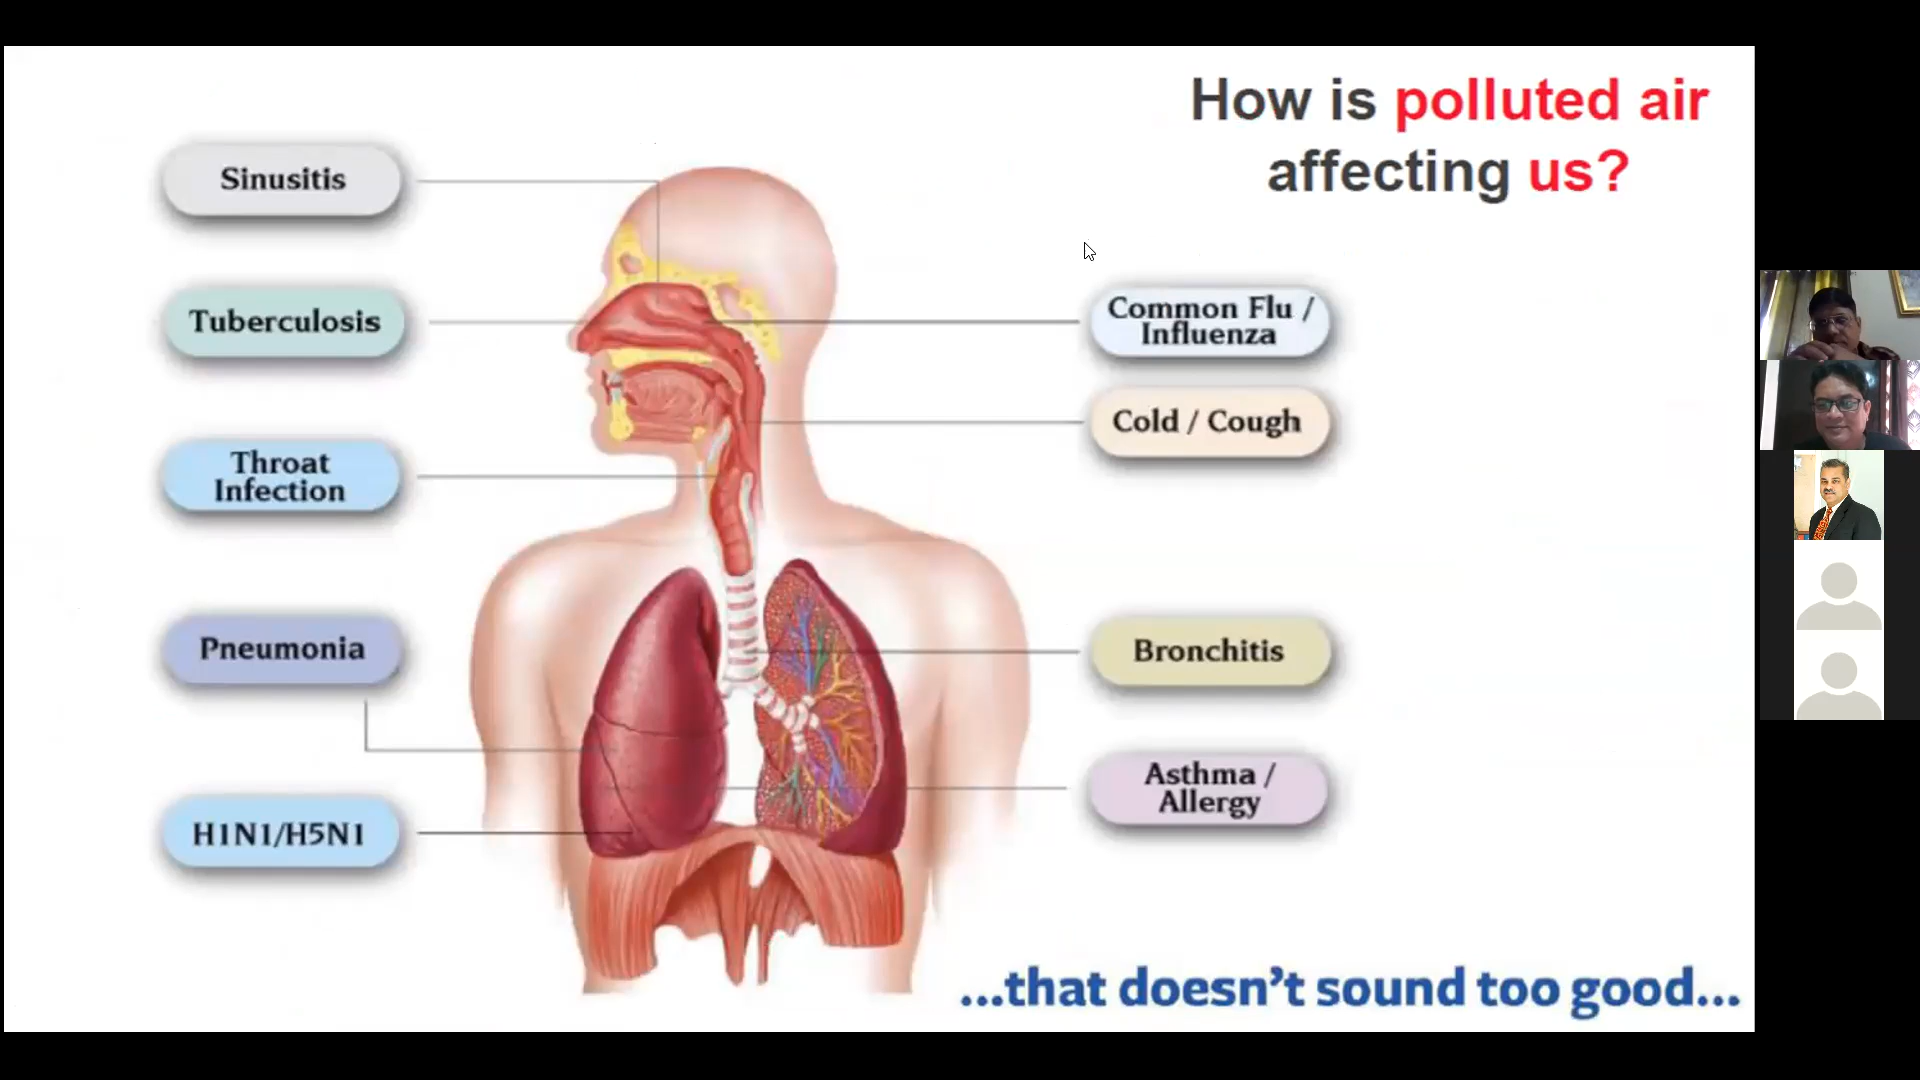 How is polluted air
affecting us?
Sinusitis
Tuberculosis
Throat
Infection
Pneumonia
H1N1/H5N1
Common Flu /
Influenza
Cold / Cough
Bronchitis
Asthma /
Allergy
...that doesn't sound too good...